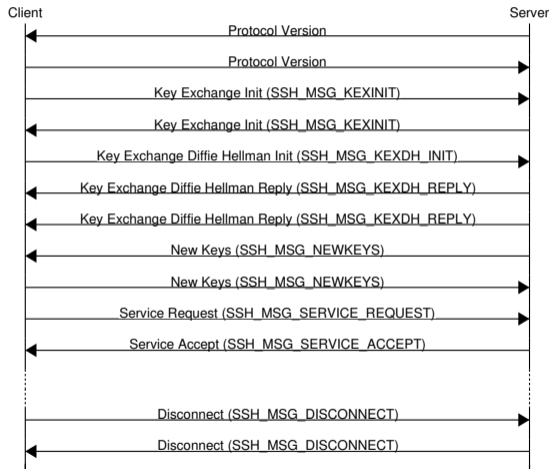 Client Server
Protocol Version
Protocol Version
Key Exchange Init (SSH_MSG_KEXINIT)
Key Exchange Init (SSH_MSG_KEXINIT)
Key Exchange Diffie Hellman Init (SSH_MSG_KEXDH_INIT)
Key Exchange Diffie Hellman Reply (SSH_MSG_KEXDH_REPLY)
Key Exchange Diffie Hellman Reply (SSH_MSG_KEXDH_REPLY)
New Keys (SSH_MSG_NEWKEYS)
New Keys (SSH_MSG_NEWKEYS)
Service Request (SSH_MSG_SERVICE_REQUEST)
Service Accept (SSH_MSG_SERVICE_ACCEPT)
Disconnect (SSH_MSG_DISCONNECT)
Disconnect (SSH_MSG_DISCONNECT)